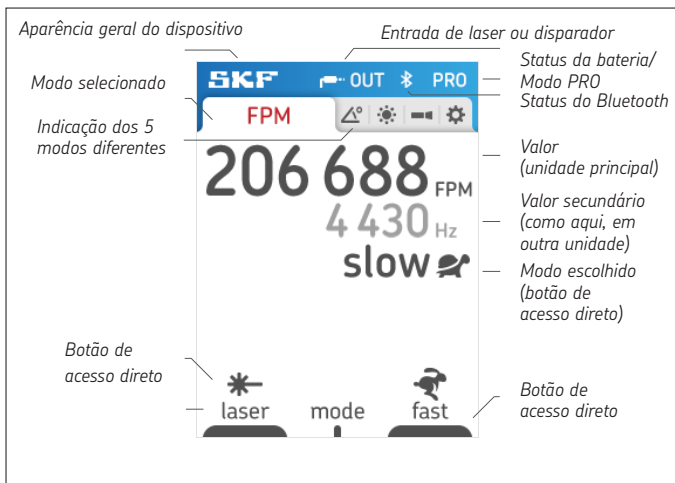 Aparência geral do dispositivo
Entrada de laser ou disparador
Status da bateria/
Modo PRO
Status do Bluetooth
Modo selecionado
SKF OUT PRO
FPM
Indicação dos 5
modos diferentes
206 688 FPM
Valor
(unidade principal)
4 430 Hz
Valor secundário
(como aqui, em
outra unidade)
slow
Modo escolhido
(botão de
acesso direto)
Botão de
acesso direto
laser mode fast
Botão de
acesso direto